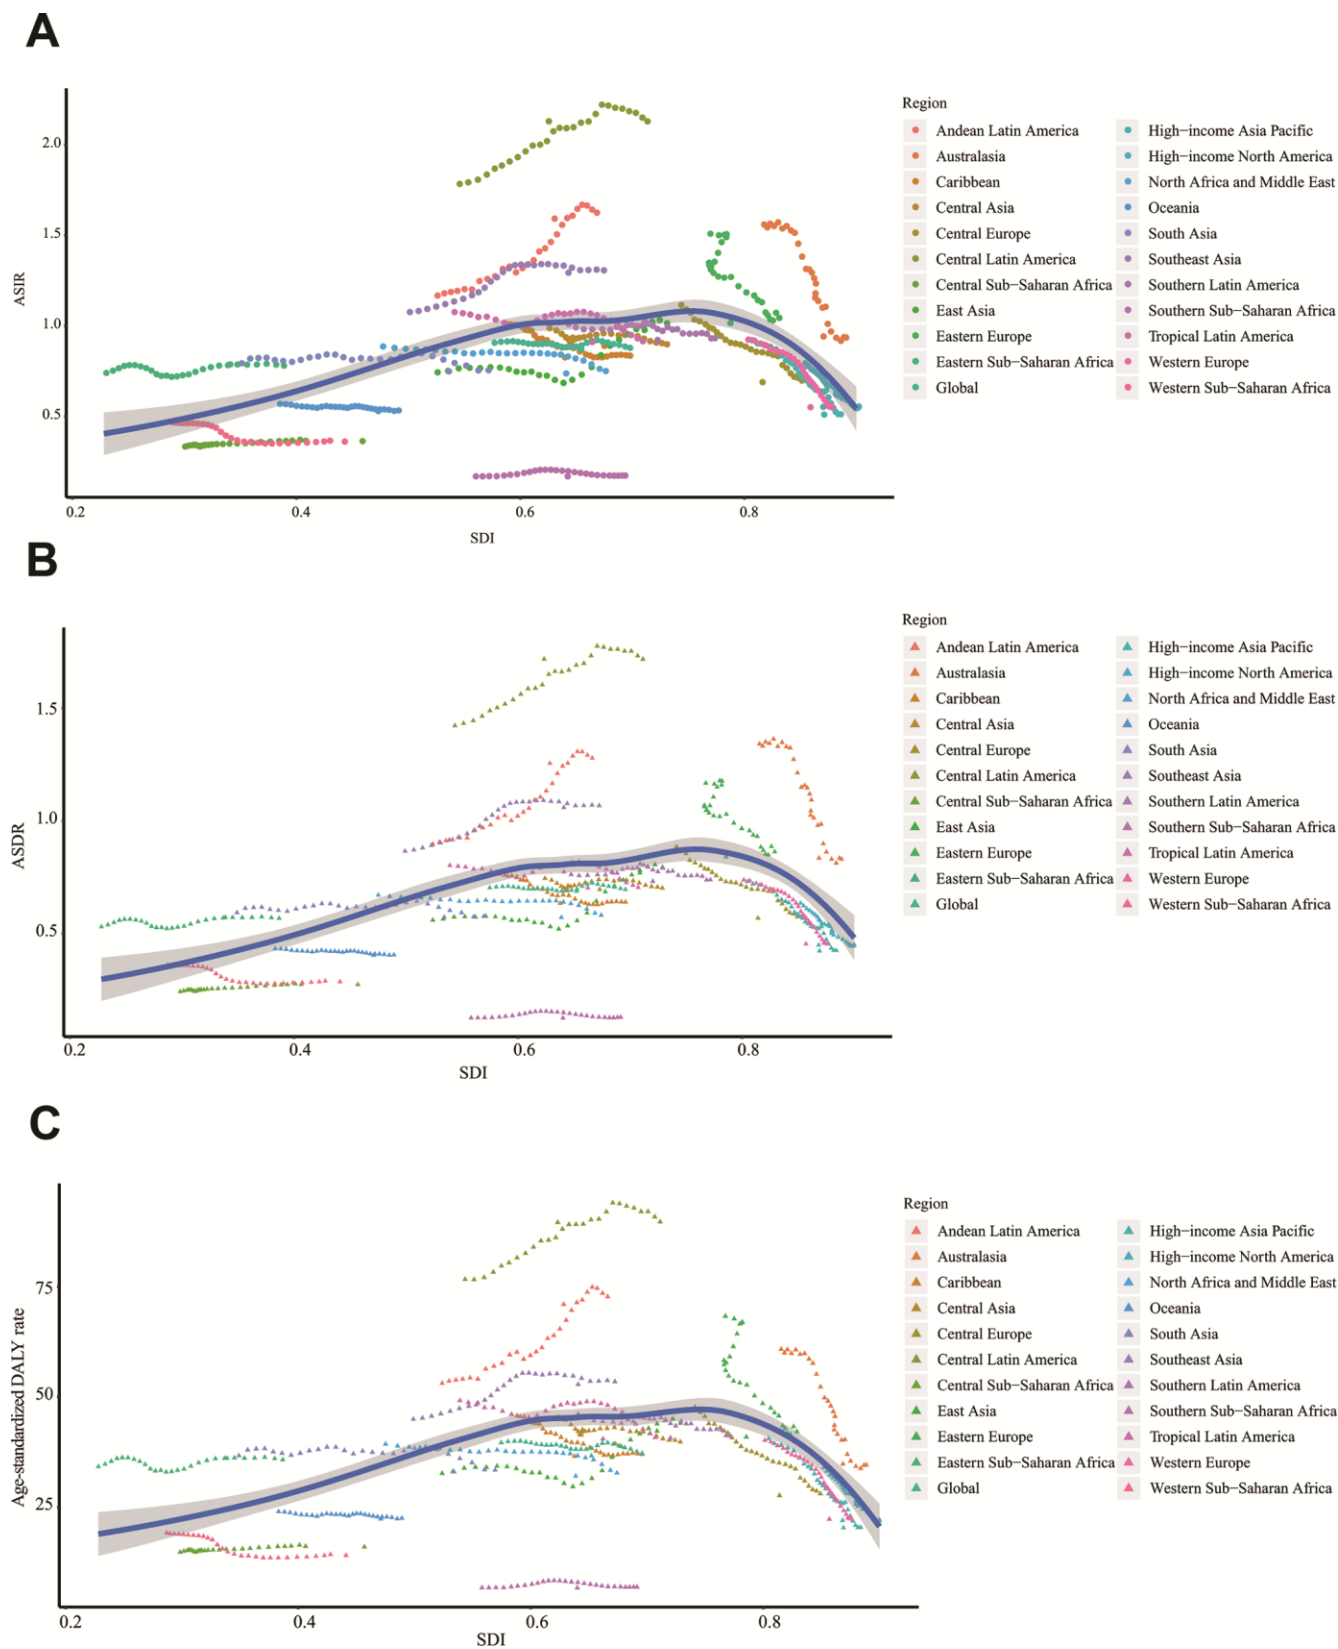 A
2.0
1.5
1.0
0.5
ASIR
0.2
0.4
0.6
0.8
SDI
Region
Andean Latin America
Australasia
Caribbean
Central Asia
Central Europe
Central Latin America
Central Sub−Saharan Africa
East Asia
Eastern Europe
Eastern Sub−Saharan Africa
Global
High−income Asia Pacific
High−income North America
North Africa and Middle East
Oceania
South Asia
Southeast Asia
Southern Latin America
Southern Sub−Saharan Africa
Tropical Latin America
Western Europe
Western Sub−Saharan Africa
B
1.5
1.0
0.5
ASDR
0.2
0.4
0.6
0.8
SDI
Region
Andean Latin America
Australasia
Caribbean
Central Asia
Central Europe
Central Latin America
Central Sub−Saharan Africa
East Asia
Eastern Europe
Eastern Sub−Saharan Africa
Global
High−income Asia Pacific
High−income North America
North Africa and Middle East
Oceania
South Asia
Southeast Asia
Southern Latin America
Southern Sub−Saharan Africa
Tropical Latin America
Western Europe
Western Sub−Saharan Africa
C
75
50
25
Age-standardized DALY rate
0.2
0.4
0.6
0.8
SDI
Region
Andean Latin America
Australasia
Caribbean
Central Asia
Central Europe
Central Latin America
Central Sub−Saharan Africa
East Asia
Eastern Europe
Eastern Sub−Saharan Africa
Global
High−income Asia Pacific
High−income North America
North Africa and Middle East
Oceania
South Asia
Southeast Asia
Southern Latin America
Southern Sub−Saharan Africa
Tropical Latin America
Western Europe
Western Sub−Saharan Africa